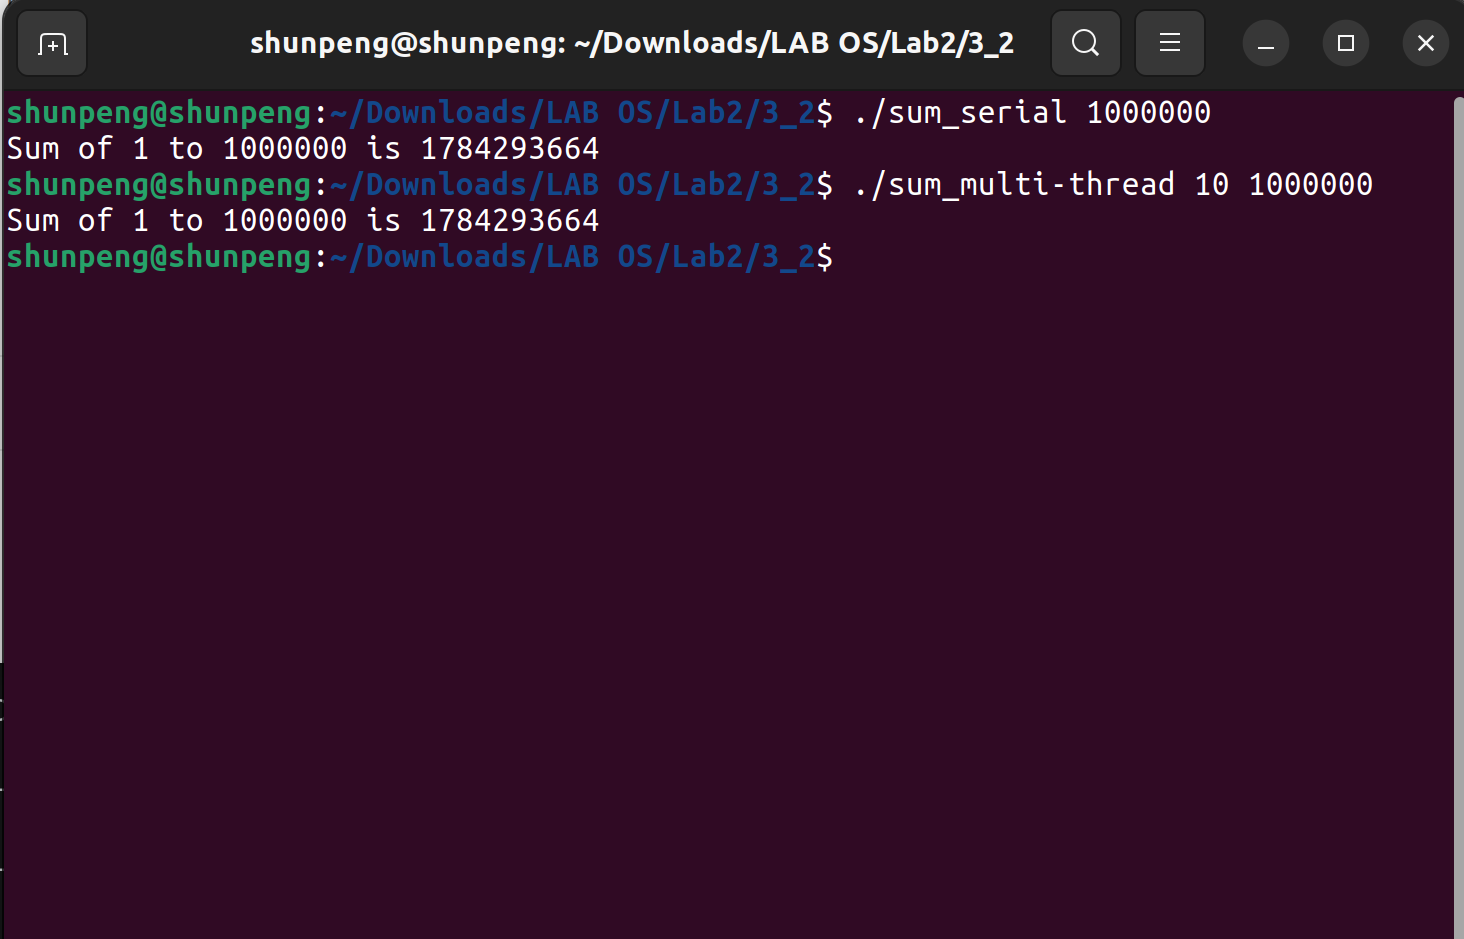 shunpeng@shunpeng: ~/Downloads/LAB OS/Lab2/3_2
shunpeng@shunpeng:~/Downloads/LAB OS/Lab2/3_2$ ./sum_serial 1000000
Sum of 1 to 1000000 is 1784293664
shunpeng@shunpeng:~/Downloads/LAB OS/Lab2/3_2$ ./sum_multi-thread 10 1000000
Sum of 1 to 1000000 is 1784293664
shunpeng@shunpeng:~/Downloads/LAB OS/Lab2/3_2$